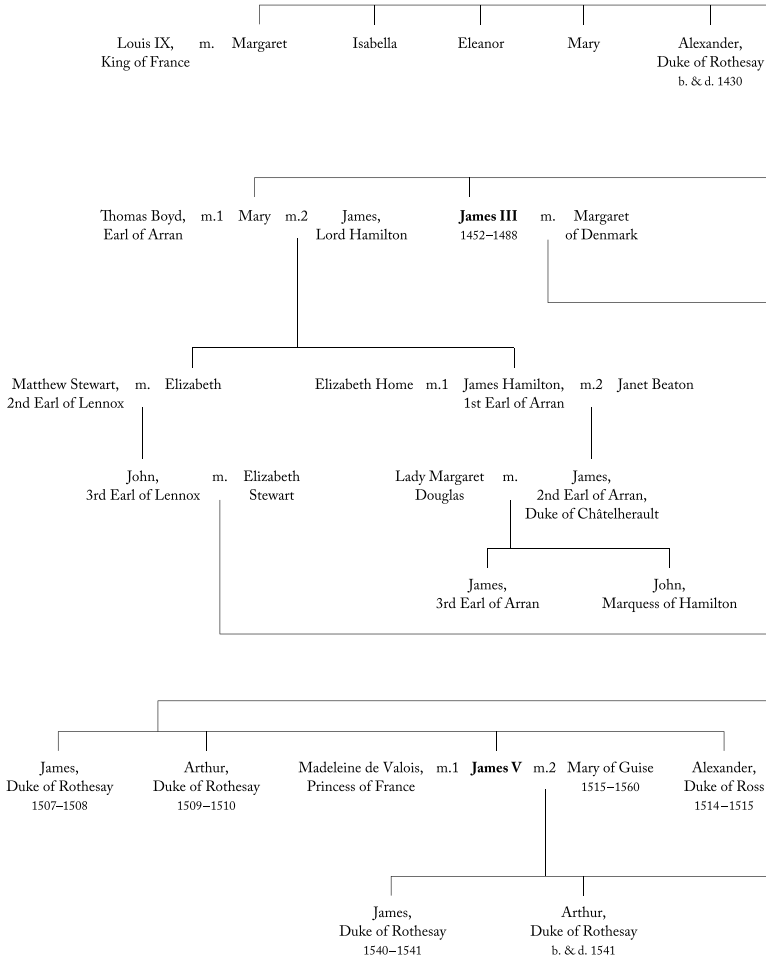 Louis IX, m. Margaret Isabella Eleanor Mary Alexander,
King of France Duke of Rothesay
b. & d. 1430
Thomas Boyd, m.1 Mary m.2 James, James III m. Margaret
Earl of Arran Lord Hamilton 1452–1488 of Denmark
Matthew Stewart, m. Elizabeth Elizabeth Home m.1 James Hamilton, m.2 Janet Beaton
2nd Earl of Lennox 1st Earl of Arran
John, m. Elizabeth Lady Margaret m. James,
3rd Earl of Lennox Stewart Douglas 2nd Earl of Arran,
Duke of Châtelherault
James, John,
3rd Earl of Arran Marquess of Hamilton
James, Arthur, Madeleine de Valois, m.1 James V m.2 Mary of Guise Alexander,
Duke of Rothesay Duke of Rothesay Princess of France 1515–1560 Duke of Ross
1507–1508 1509–1510 1514–1515
James, Arthur,
Duke of Rothesay Duke of Rothesay
1540–1541 b. & d. 1541